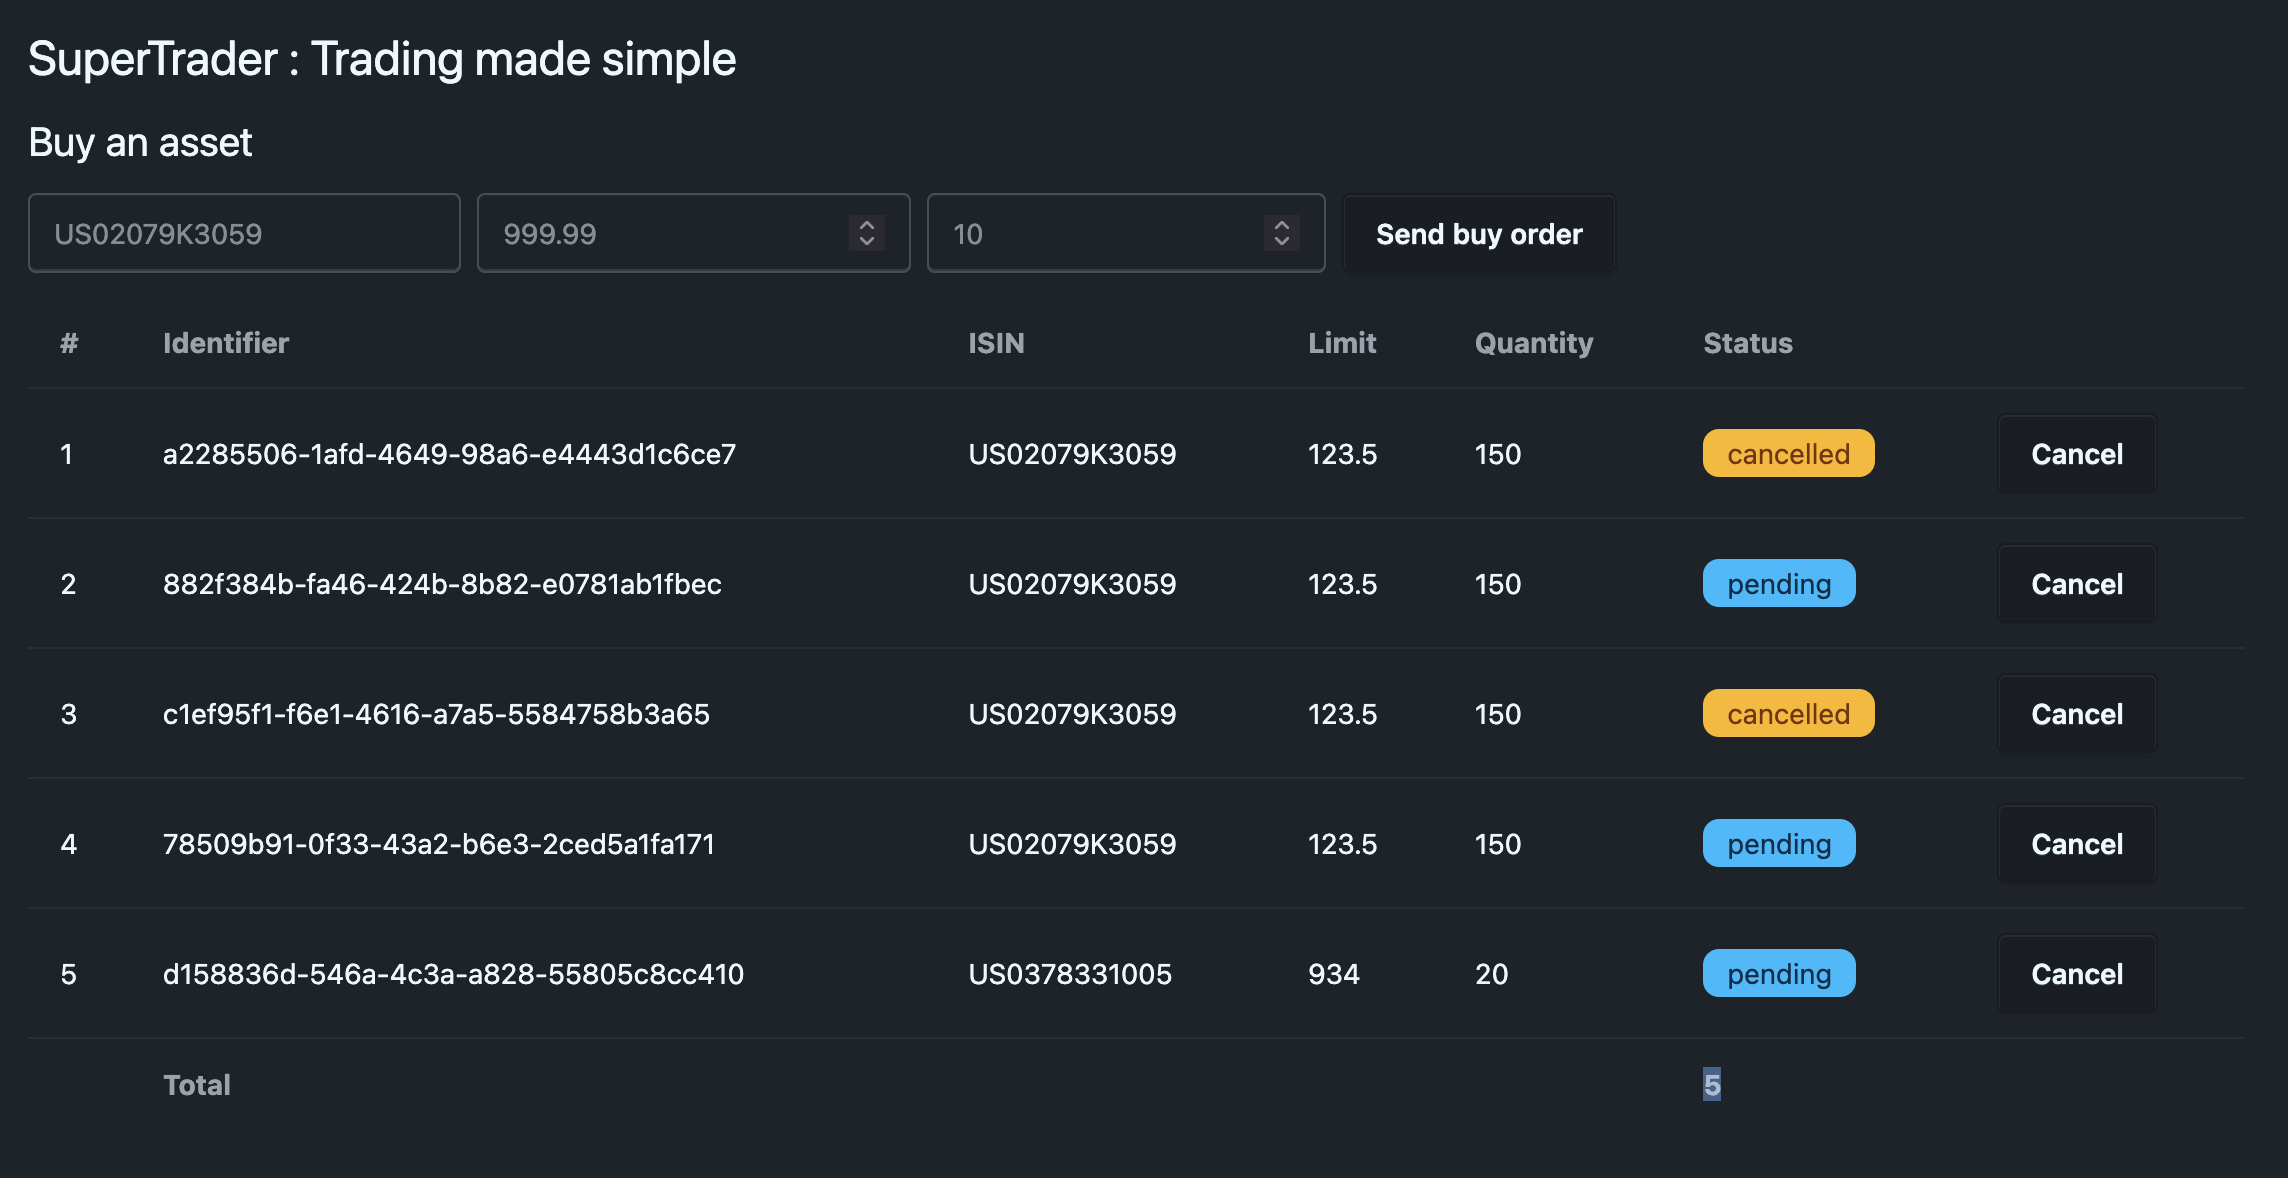 SuperTrader : Trading made simple
Buy an asset
US02079K3059 999.99 10 Send buy order
# Identifier ISIN Limit Quantity Status
1 a2285506-1afd-4649-98a6-e4443d1c6ce7 US02079K3059 123.5 150 cancelled Cancel
2 882f384b-fa46-424b-8b82-e0781ab1fbec US02079K3059 123.5 150 pending Cancel
3 c1ef95f1-f6e1-4616-a7a5-5584758b3a65 US02079K3059 123.5 150 cancelled Cancel
4 78509b91-0f33-43a2-b6e3-2ced5a1fa171 US02079K3059 123.5 150 pending Cancel
5 d158836d-546a-4c3a-a828-55805c8cc410 US0378331005 934 20 pending Cancel
Total 5